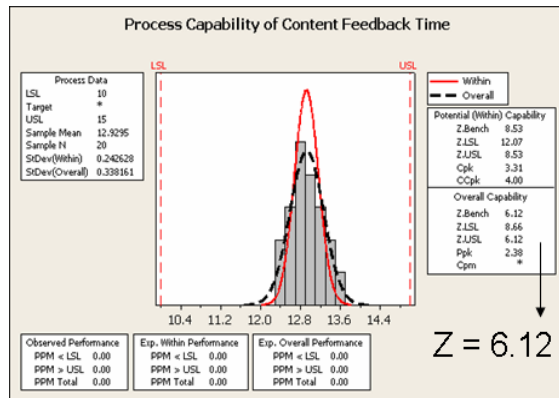 Process Capability of Content Feedback Time
LSL
USL
Process Data
LSL 10
Target *
USL 15
Sample Mean 12.9295
Sample N 20
StDev(Within) 0.242628
StDev(Overall) 0.338161
Within
Overall
Potential (Within) Capability
Z.Bench 8.53
Z.LSL 12.07
Z.USL 8.53
Cpk 3.31
CCpk 4.00
Overall Capability
Z.Bench 6.12
Z.LSL 8.66
Z.USL 6.12
Ppk 2.38
Cpm *
10.4 11.2 12.0 12.8 13.6 14.4
Z = 6.12
Observed Performance
PPM < LSL 0.00
PPM > USL 0.00
PPM Total 0.00
Exp. Within Performance
PPM < LSL 0.00
PPM > USL 0.00
PPM Total 0.00
Exp. Overall Performance
PPM < LSL 0.00
PPM > USL 0.00
PPM Total 0.00